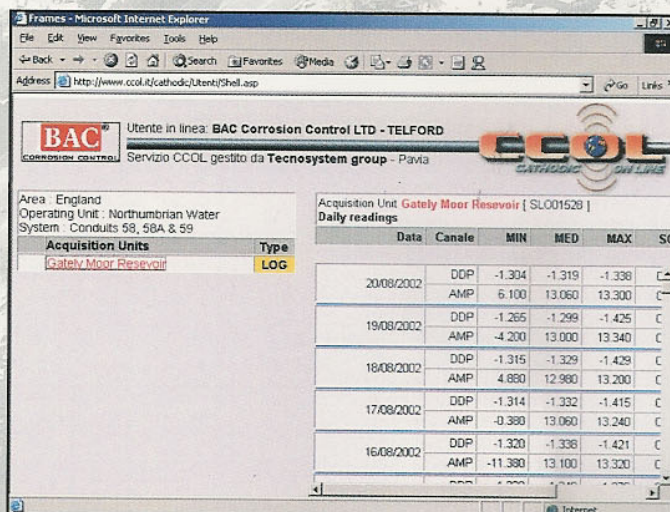 Frames - Microsoft Internet Explorer
File Edit View Favorites Tools Help
Back Search Favorites Media
Address http://www.ccol.it/cathodic/Utenti/Shell.asp Go Links
BAC®
CORROSION CONTROL
Utente in linea: BAC Corrosion Control LTD - TELFORD
Servizio CCOL gestito da Tecnosystem group - Pavia
CCOL
CATHODIC ON LINE
Area : England
Operating Unit : Northumbrian Water
System : Conduits 58, 58A & 59
Acquisition Units Type
Gately Moor Resevoir LOG
Acquisition Unit Gately Moor Resevoir [ SL001528 ]
Daily readings
Data Canale MIN MED MAX
20/08/2002 DDP -1.304 -1.319 -1.338
AMP 6.100 13.060 13.300
19/08/2002 DDP -1.265 -1.299 -1.425
AMP -4.200 13.000 13.340
18/08/2002 DDP -1.315 -1.329 -1.429
AMP 4.880 12.980 13.200
17/08/2002 DDP -1.314 -1.332 -1.415
AMP -0.380 13.060 13.240
16/08/2002 DDP -1.320 -1.336 -1.421
AMP -11.380 13.100 13.320
Internet